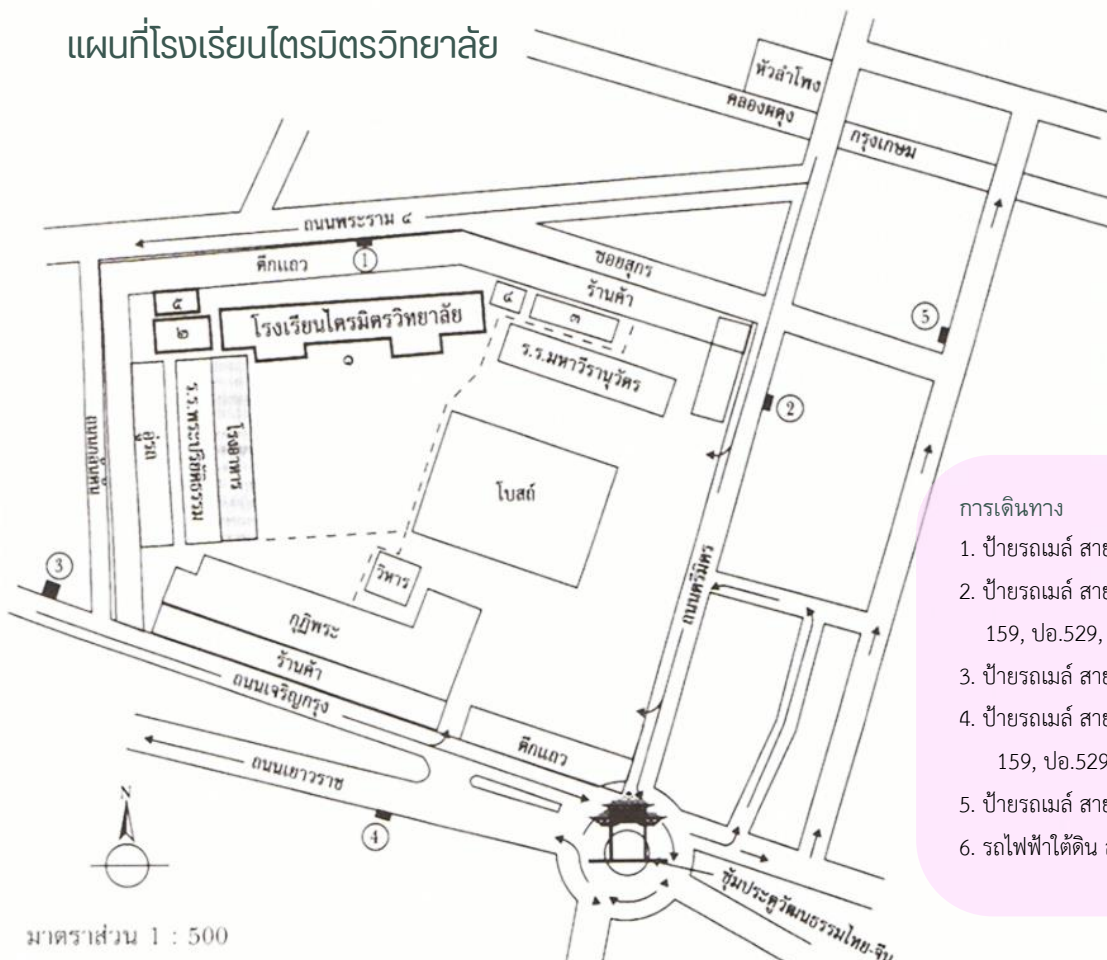 แผนที่โรงเรียนไตรมิตรวิทยาลัย
หัวลำโพง
คลองผดุง
กรุงเกษม
ถนนพระราม ๔
ตึกแถว
1
ซอยสุกร
ร้านค้า
๕
๒
โรงเรียนไตรมิตรวิทยาลัย
๑
๔
๓
ร.ร.มหาวีรานุวัตร
5
2
ร.ร.พระปริยัติธรรม
โรงอาหาร
โบสถ์
วิหาร
ถนนตรีมิตร
3
กุฏิพระ
ร้านค้า
ถนนเจริญกรุง
ตึกแถว
ถนนเยาวราช
4
N
ซุ้มประตูวัฒนธรรมไทย-จีน
มาตราส่วน 1 : 500
การเดินทาง
1. ป้ายรถเมล์ สาย
2. ป้ายรถเมล์ สาย
159, ปอ.529,
3. ป้ายรถเมล์ สาย
4. ป้ายรถเมล์ สาย
159, ปอ.529
5. ป้ายรถเมล์ สาย
6. รถไฟฟ้าใต้ดิน